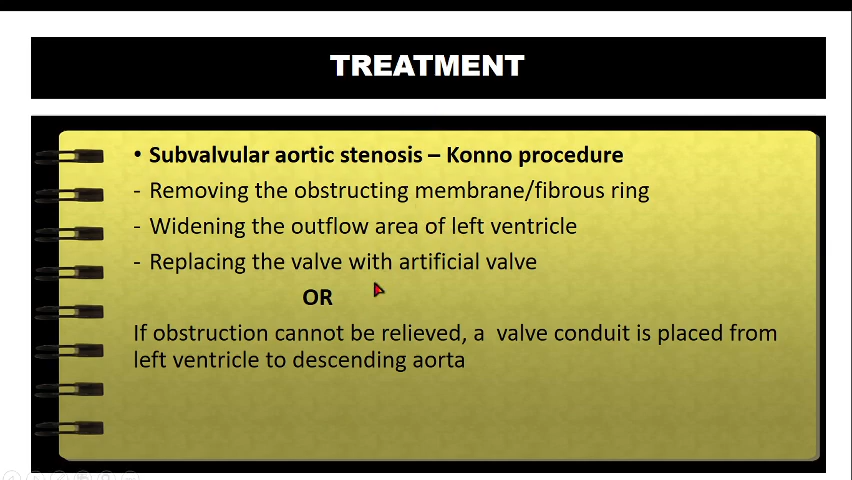 TREATMENT
• Subvalvular aortic stenosis – Konno procedure
- Removing the obstructing membrane/fibrous ring
- Widening the outflow area of left ventricle
- Replacing the valve with artificial valve
OR
If obstruction cannot be relieved, a valve conduit is placed from
left ventricle to descending aorta